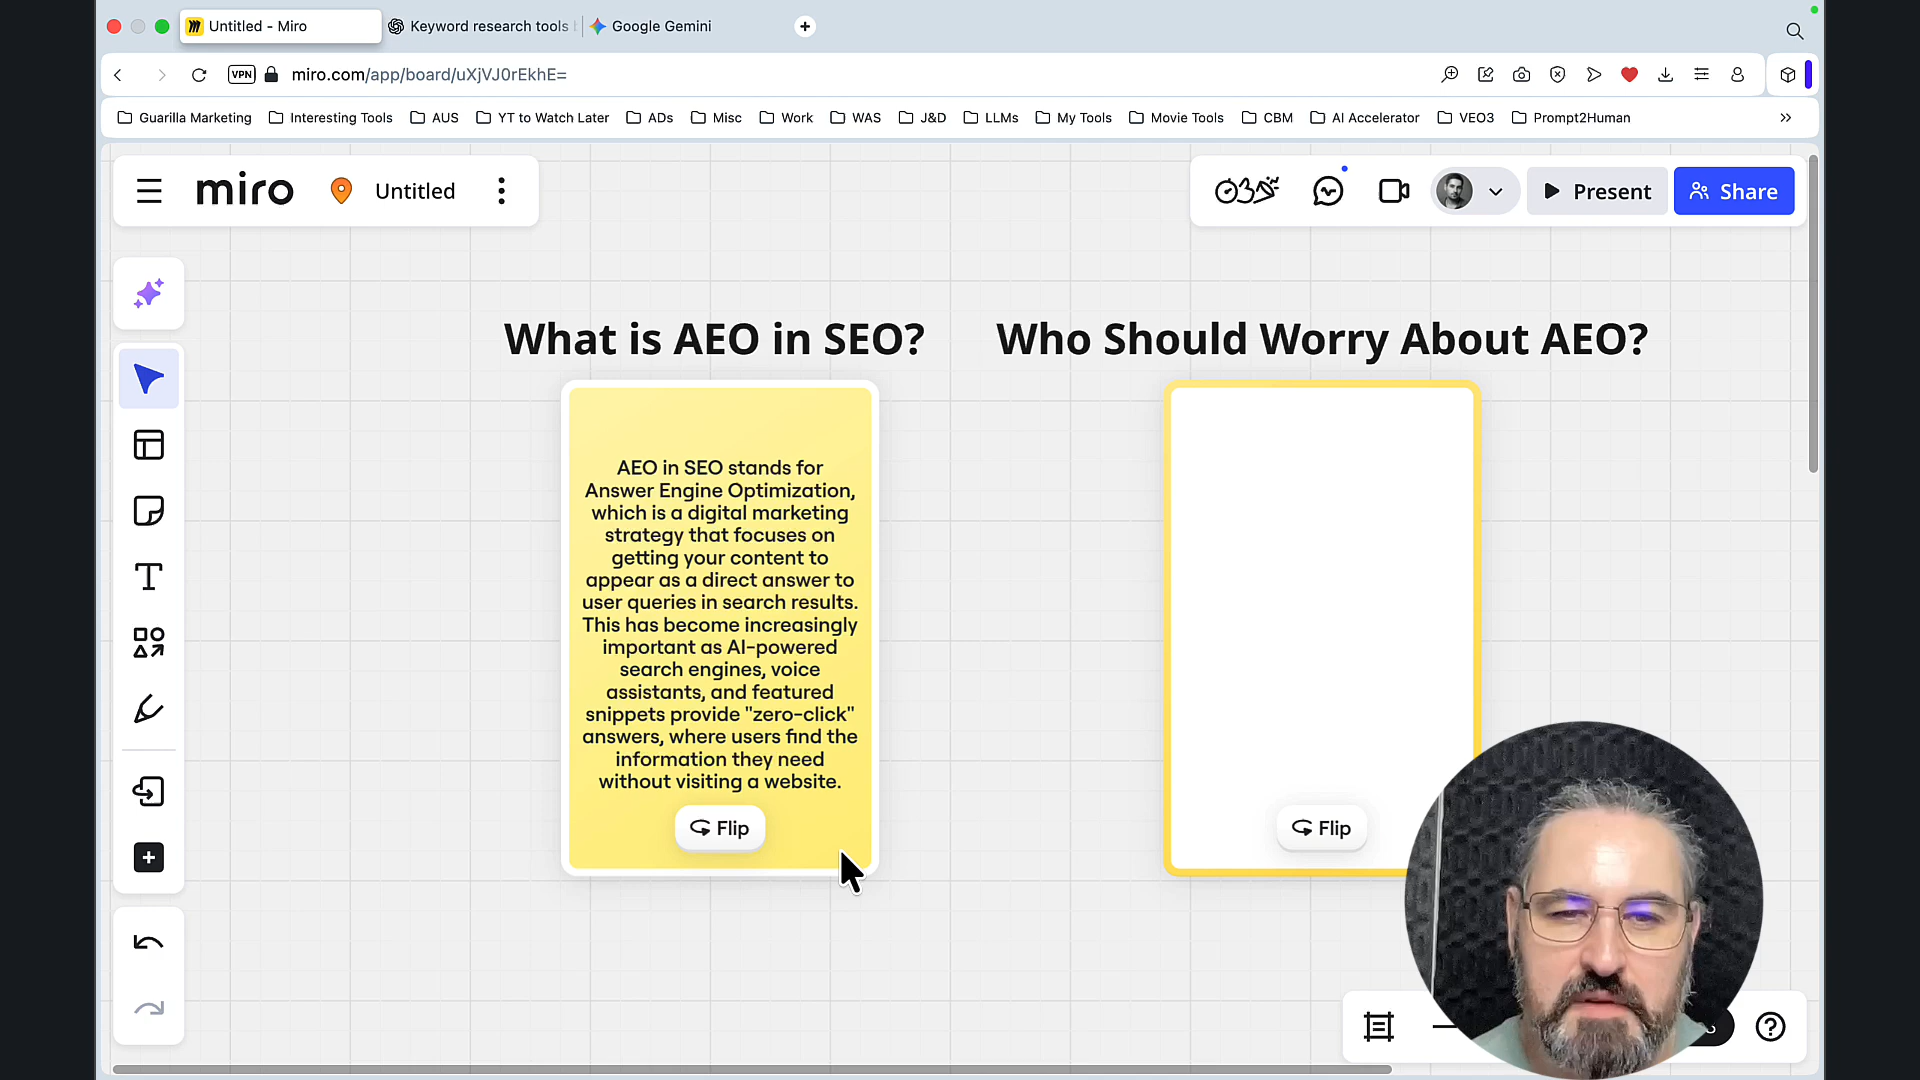 Untitled - Miro
Keyword research tools
Google Gemini
VPN
miro.com/app/board/uXjVJ0rEkhE=
Guarilla Marketing
Interesting Tools
AUS
YT to Watch Later
ADs
Misc
Work
WAS
J&D
LLMs
My Tools
Movie Tools
CBM
AI Accelerator
VEO3
Prompt2Human
miro
Untitled
Present
Share
What is AEO in SEO?
Who Should Worry About AEO?
AEO in SEO stands for
Answer Engine Optimization,
which is a digital marketing
strategy that focuses on
getting your content to
appear as a direct answer to
user queries in search results.
This has become increasingly
important as AI-powered
search engines, voice
assistants, and featured
snippets provide "zero-click"
answers, where users find the
information they need
without visiting a website.
Flip
Flip